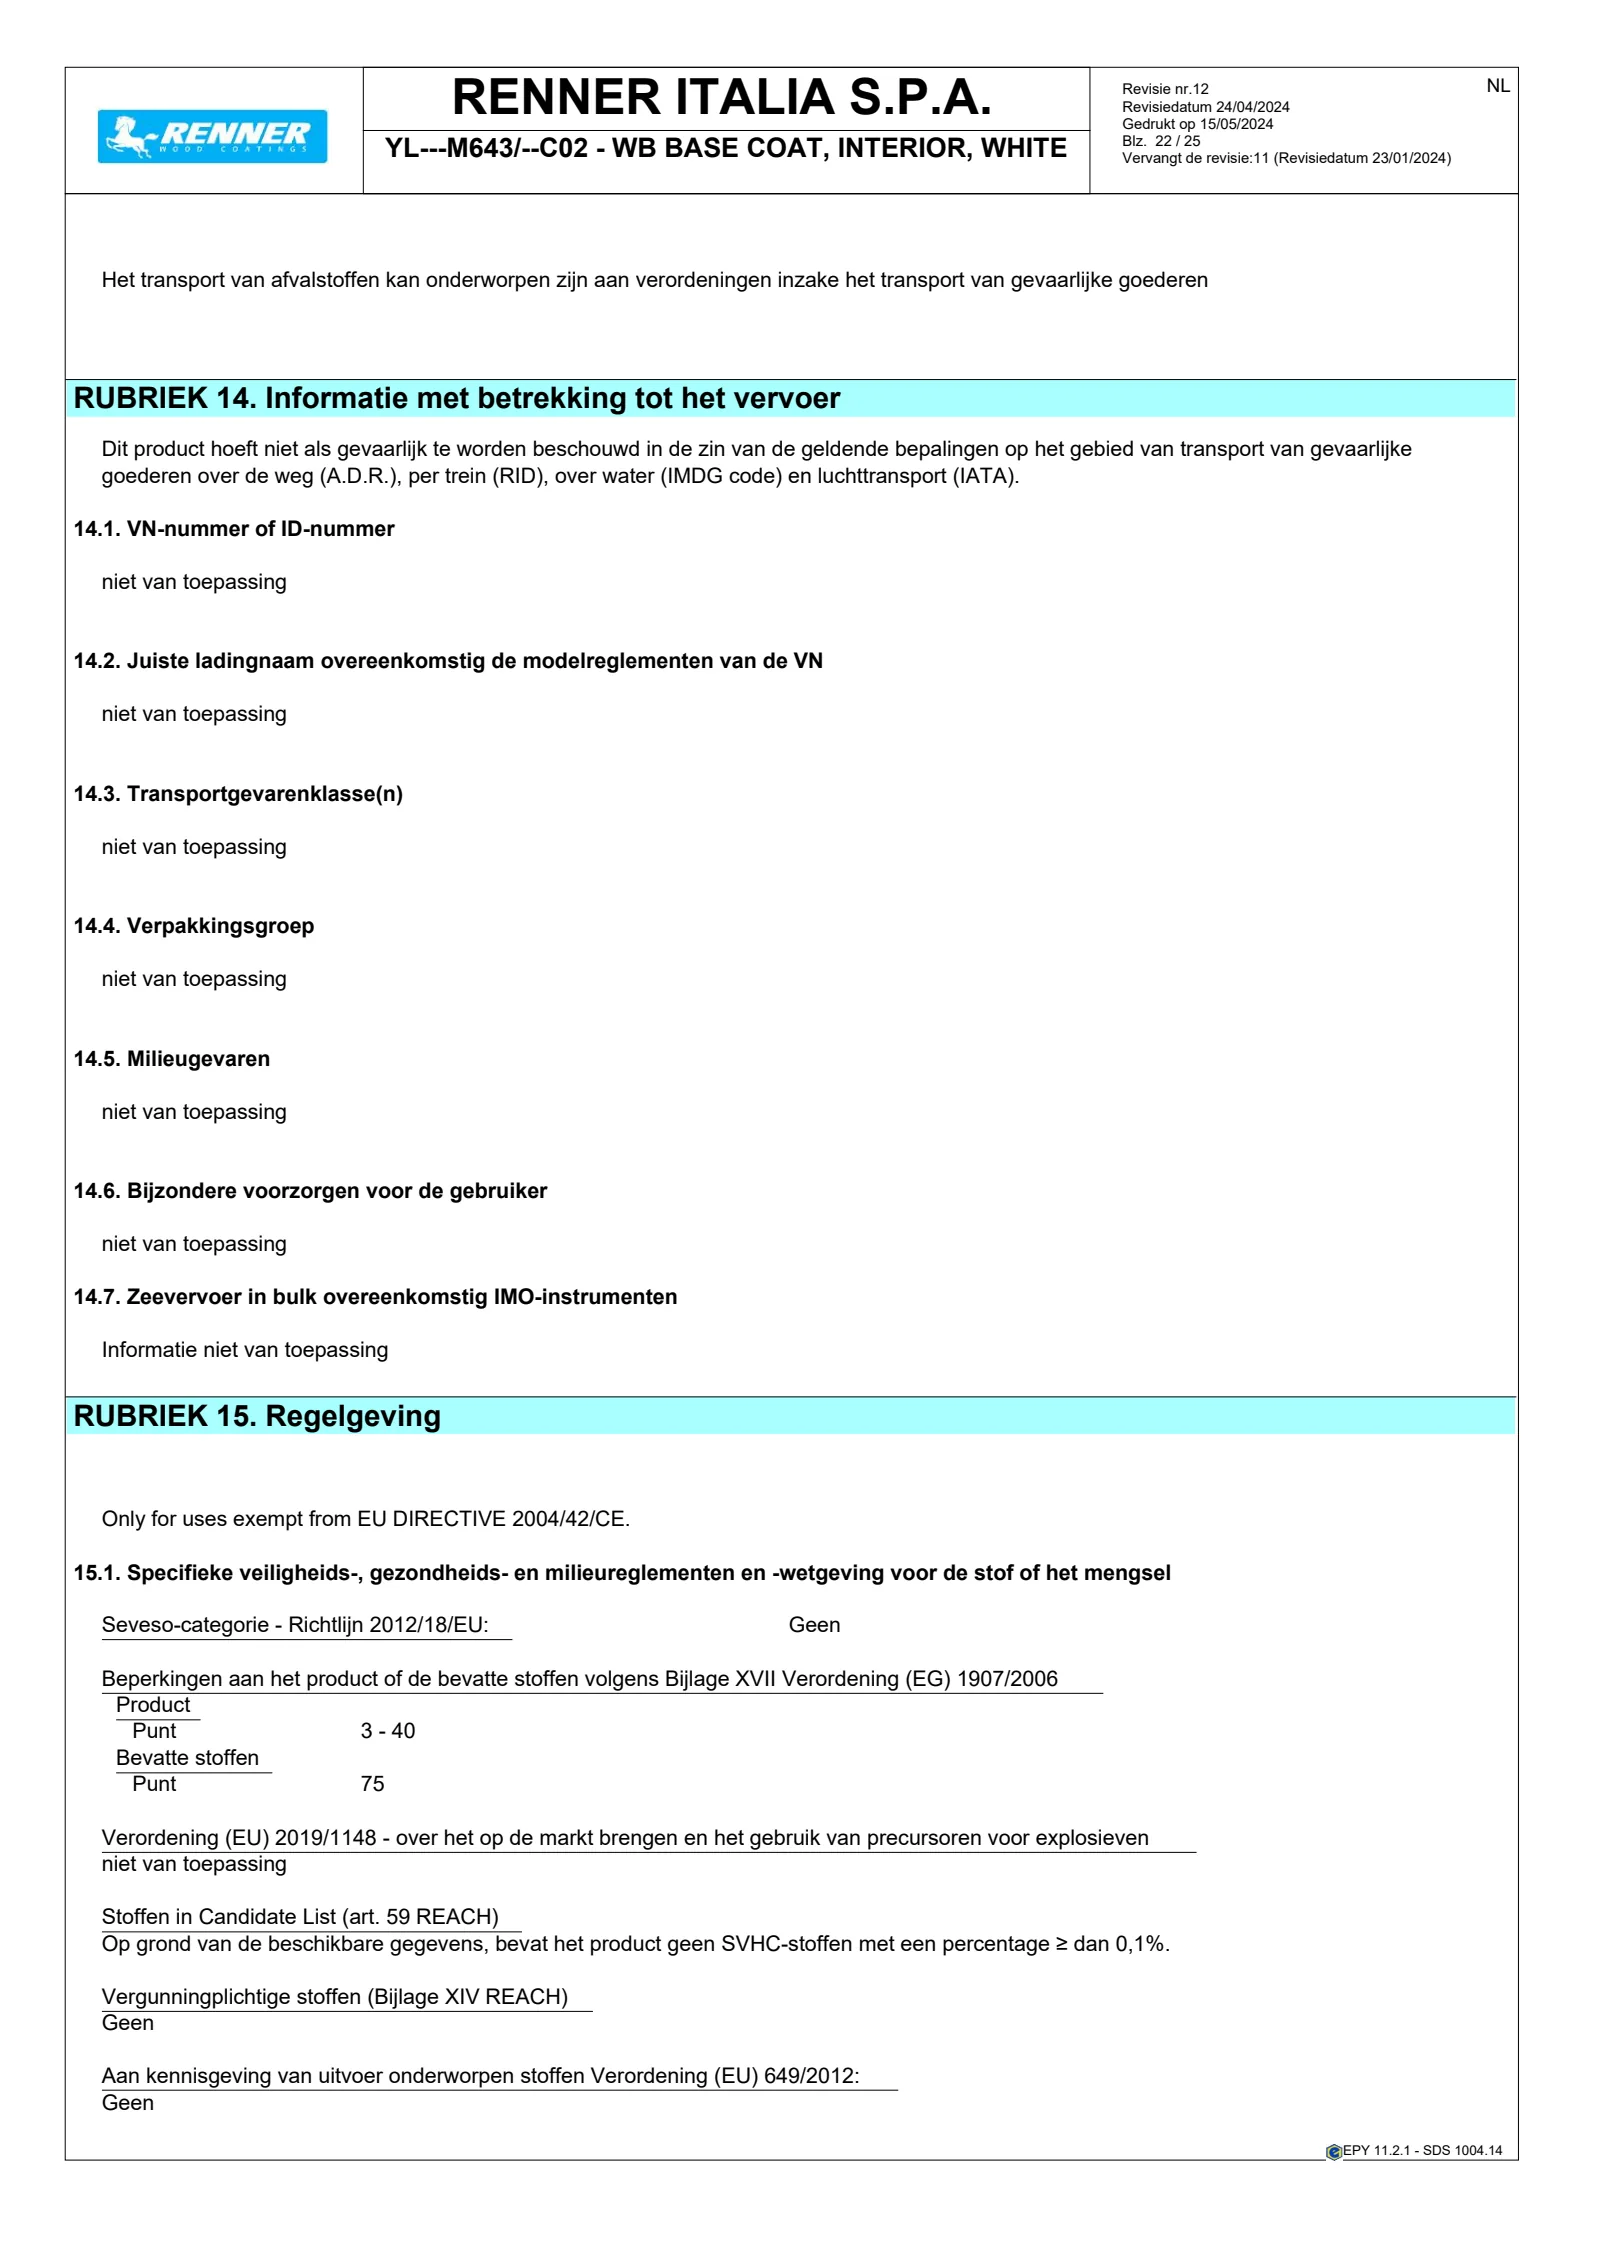 RENNER
WOOD COATINGS
RENNER ITALIA S.P.A.
YL---M643/--C02 - WB BASE COAT, INTERIOR, WHITE
NL
Revisie nr.12
Revisiedatum 24/04/2024
Gedrukt op 15/05/2024
Blz. 22 / 25
Vervangt de revisie:11 (Revisiedatum 23/01/2024)
Het transport van afvalstoffen kan onderworpen zijn aan verordeningen inzake het transport van gevaarlijke goederen
RUBRIEK 14. Informatie met betrekking tot het vervoer
Dit product hoeft niet als gevaarlijk te worden beschouwd in de zin van de geldende bepalingen op het gebied van transport van gevaarlijke
goederen over de weg (A.D.R.), per trein (RID), over water (IMDG code) en luchttransport (IATA).
14.1. VN-nummer of ID-nummer
niet van toepassing
14.2. Juiste ladingnaam overeenkomstig de modelreglementen van de VN
niet van toepassing
14.3. Transportgevarenklasse(n)
niet van toepassing
14.4. Verpakkingsgroep
niet van toepassing
14.5. Milieugevaren
niet van toepassing
14.6. Bijzondere voorzorgen voor de gebruiker
niet van toepassing
14.7. Zeevervoer in bulk overeenkomstig IMO-instrumenten
Informatie niet van toepassing
RUBRIEK 15. Regelgeving
Only for uses exempt from EU DIRECTIVE 2004/42/CE.
15.1. Specifieke veiligheids-, gezondheids- en milieureglementen en -wetgeving voor de stof of het mengsel
Seveso-categorie - Richtlijn 2012/18/EU: Geen
Beperkingen aan het product of de bevatte stoffen volgens Bijlage XVII Verordening (EG) 1907/2006
Product
Punt 3 - 40
Bevatte stoffen
Punt 75
Verordening (EU) 2019/1148 - over het op de markt brengen en het gebruik van precursoren voor explosieven
niet van toepassing
Stoffen in Candidate List (art. 59 REACH)
Op grond van de beschikbare gegevens, bevat het product geen SVHC-stoffen met een percentage ≥ dan 0,1%.
Vergunningplichtige stoffen (Bijlage XIV REACH)
Geen
Aan kennisgeving van uitvoer onderworpen stoffen Verordening (EU) 649/2012:
Geen
EPY 11.2.1 - SDS 1004.14